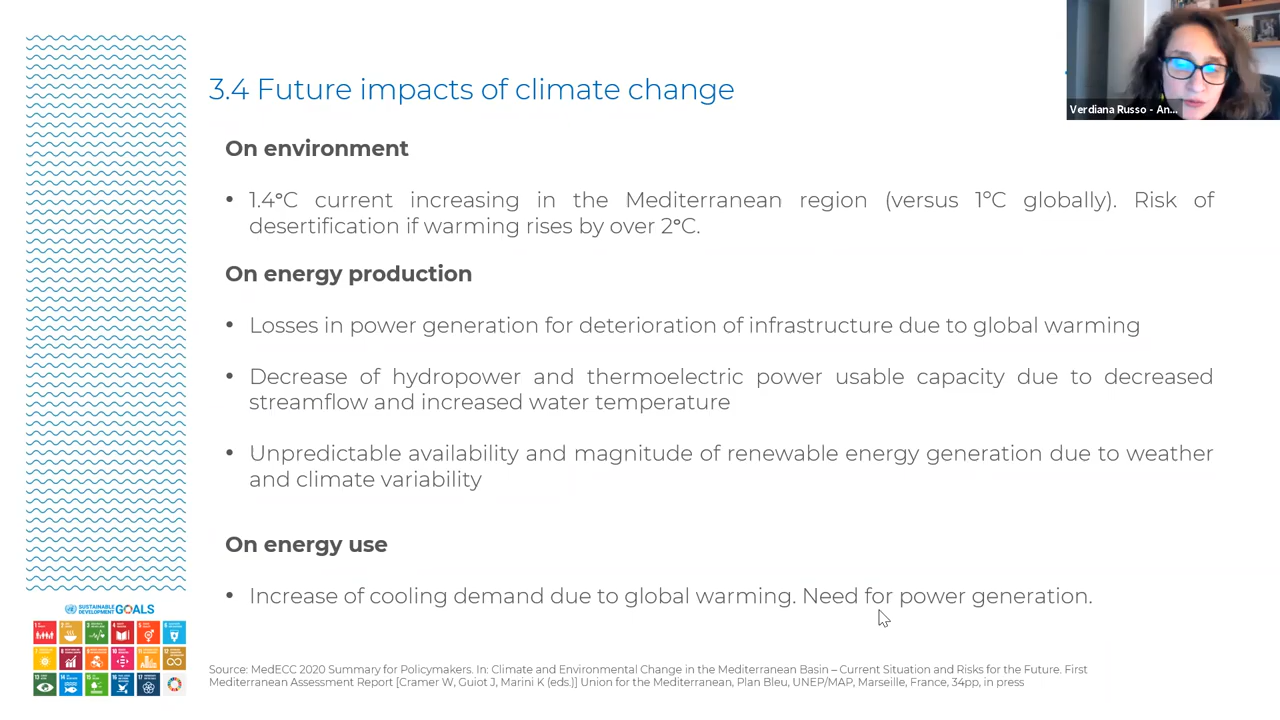 3.4 Future impacts of climate change
Verdiana Russo - An...
On environment
• 1.4°C current increasing in the Mediterranean region (versus 1°C globally). Risk of
desertification if warming rises by over 2°C.
On energy production
• Losses in power generation for deterioration of infrastructure due to global warming
• Decrease of hydropower and thermoelectric power usable capacity due to decreased
streamflow and increased water temperature
• Unpredictable availability and magnitude of renewable energy generation due to weather
and climate variability
On energy use
• Increase of cooling demand due to global warming. Need for power generation.
SUSTAINABLE
DEVELOPMENT GOALS
Source: MedECC 2020 Summary for Policymakers. In: Climate and Environmental Change in the Mediterranean Basin – Current Situation and Risks for the Future. First
Mediterranean Assessment Report [Cramer W, Guiot J, Marini K (eds.)] Union for the Mediterranean, Plan Bleu, UNEP/MAP, Marseille, France, 34pp, in press